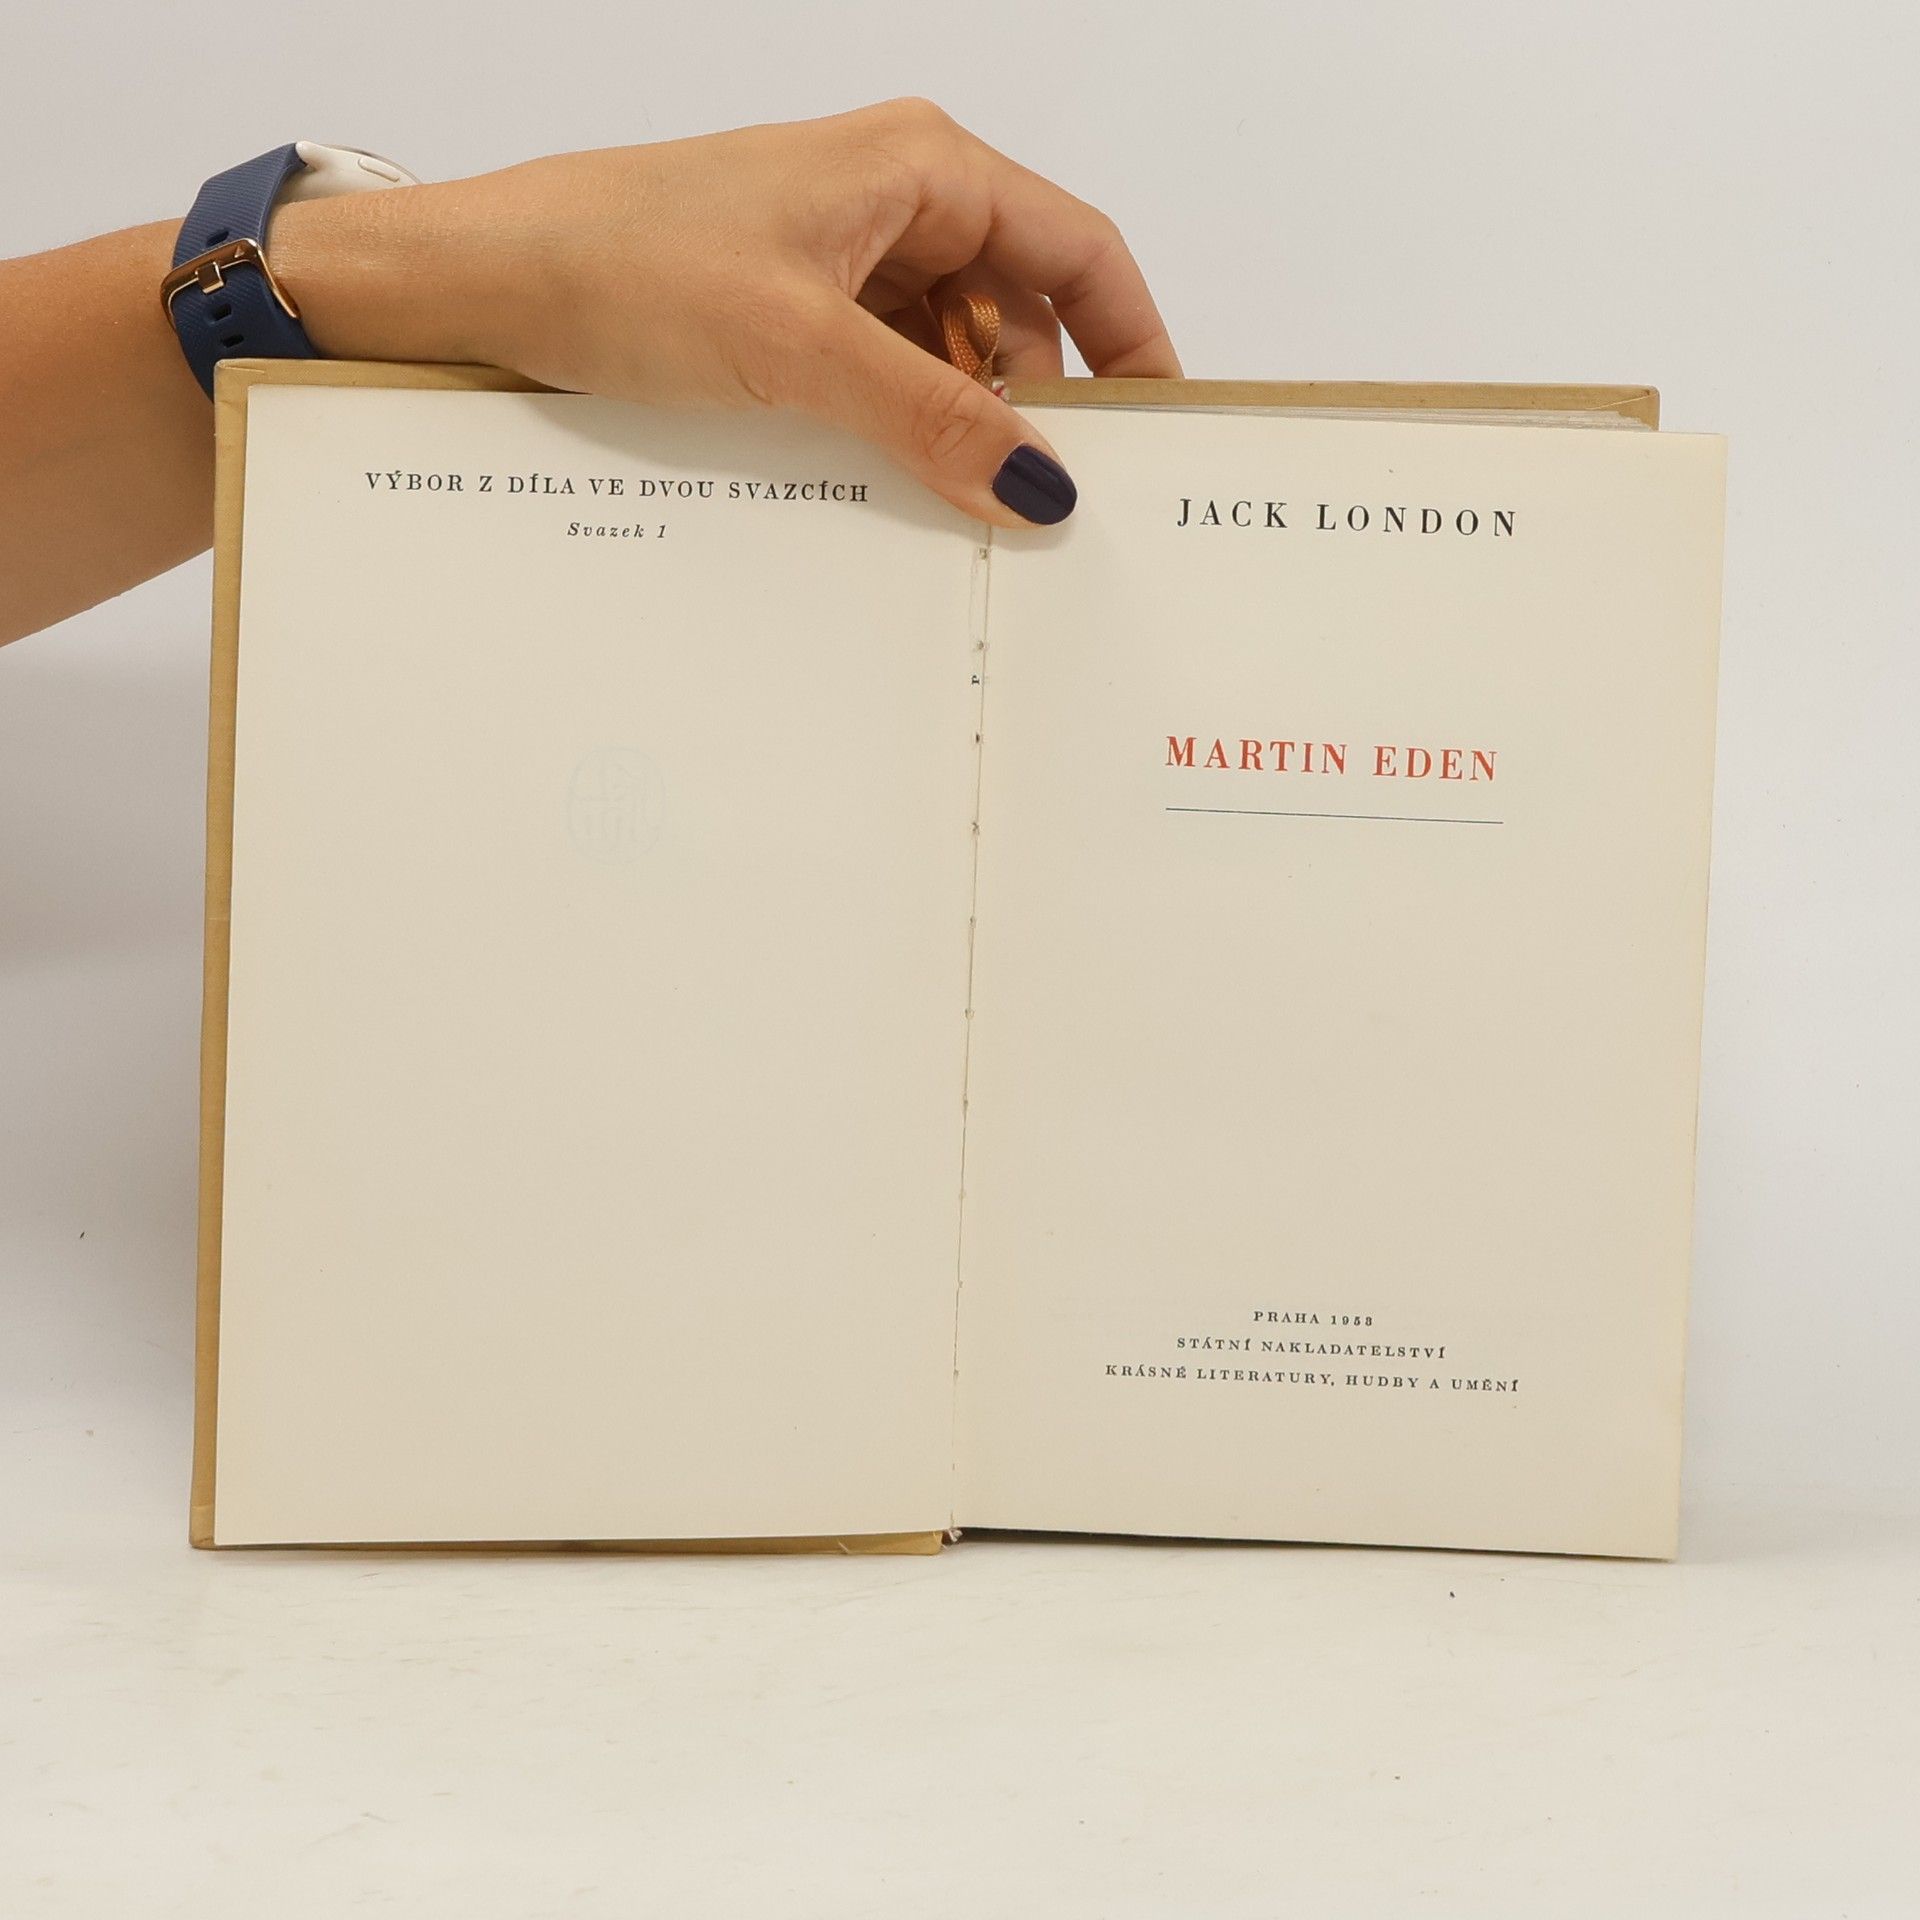 VÝBOR Z DÍLA VE DVOU SVAZCÍCH
Svazek 1
JACK LONDON
MARTIN EDEN
PRAHA 1953
STÁTNÍ NAKLADATELSTVÍ
KRÁSNÉ LITERATURY, HUDBY A UMĚNÍ